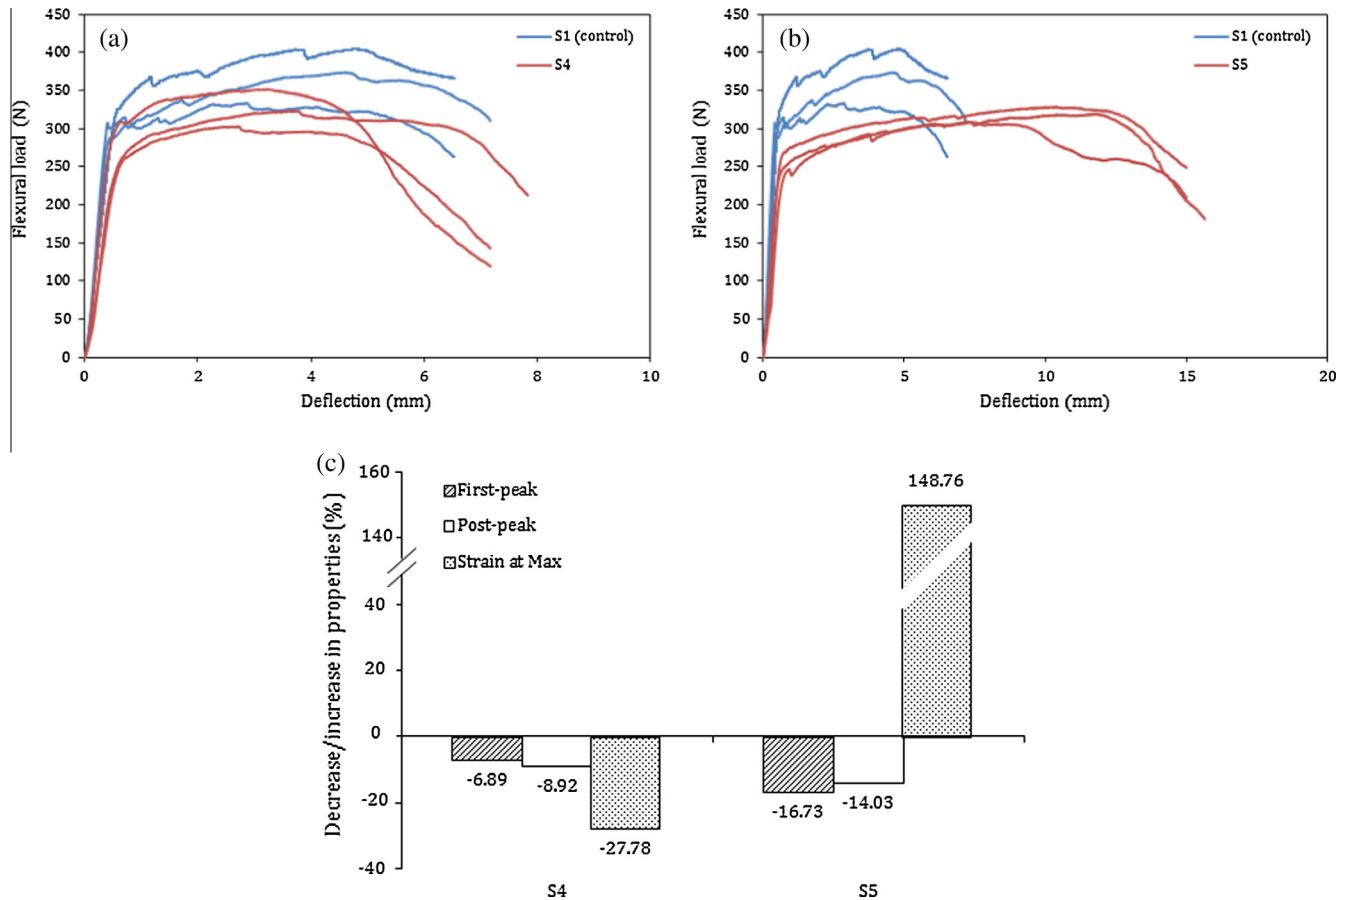 (a)
S1 (control)
S4
Flexural load (N)
450
400
350
300
250
200
150
100
50
0
0 2 4 6 8 10
Deflection (mm)
(b)
S1 (control)
S5
Flexural load (N)
450
400
350
300
250
200
150
100
50
0
0 5 10 15 20
Deflection (mm)
(c)
Decrease/increase in properties (%)
160
140
40
20
0
-20
-40
First-peak
Post-peak
Strain at Max
148.76
-6.89
-8.92
-27.78
-16.73
-14.03
S4 S5